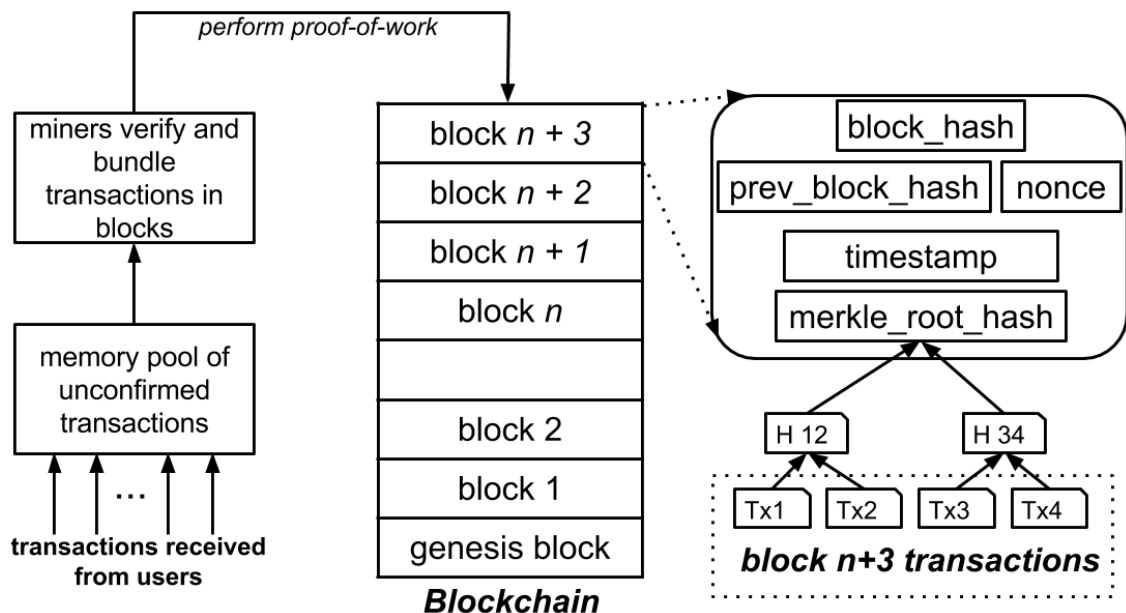 perform proof-of-work
miners verify and
bundle
transactions in
blocks
memory pool of
unconfirmed
transactions
...
transactions received
from users
block n + 3
block n + 2
block n + 1
block n
block 2
block 1
genesis block
Blockchain
block_hash
prev_block_hash
nonce
timestamp
merkle_root_hash
H 12
H 34
Tx1
Tx2
Tx3
Tx4
block n+3 transactions